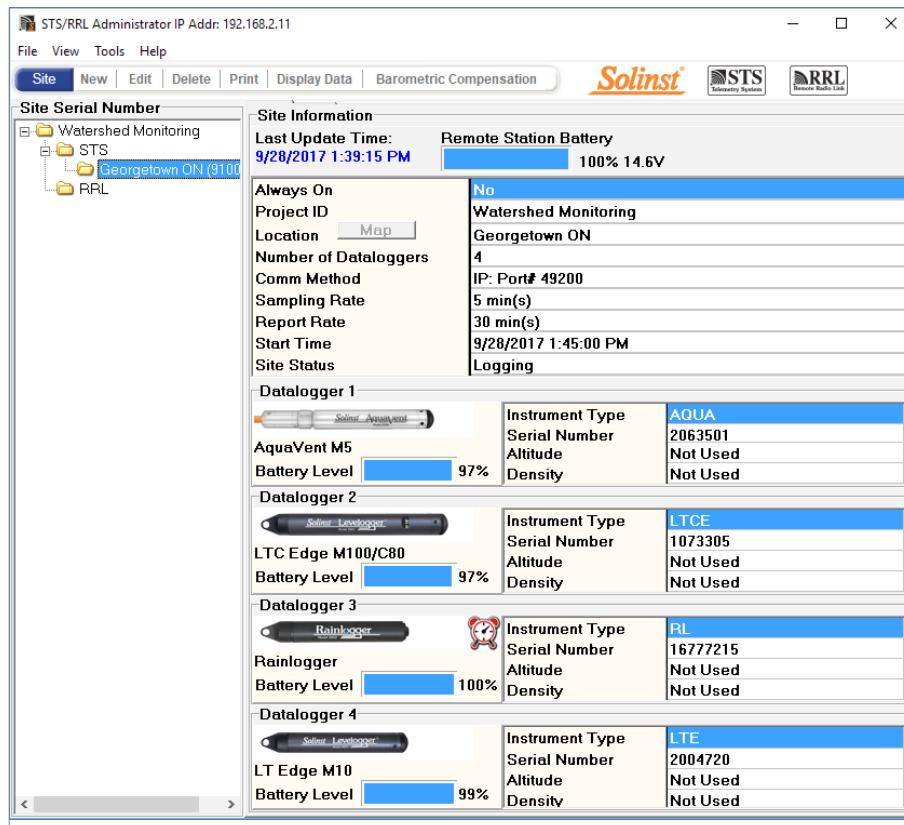 STS/RRL Administrator IP Addr: 192.168.2.11
File View Tools Help
Site New Edit Delete Print Display Data Barometric Compensation Solinst STS Telemetry System RRL Remote Radio Link
Site Serial Number
Watershed Monitoring
STS
Georgetown ON (9100
RRL
Site Information
Last Update Time: Remote Station Battery
9/28/2017 1:39:15 PM 100% 14.6V
Always On No
Project ID Watershed Monitoring
Location Map Georgetown ON
Number of Dataloggers 4
Comm Method IP: Port# 49200
Sampling Rate 5 min(s)
Report Rate 30 min(s)
Start Time 9/28/2017 1:45:00 PM
Site Status Logging
Datalogger 1
Solinst Aquavent
AquaVent M5
Battery Level 97%
Instrument Type AQUA
Serial Number 2063501
Altitude Not Used
Density Not Used
Datalogger 2
Solinst Levelogger
LTC Edge M100/C80
Battery Level 97%
Instrument Type LTCE
Serial Number 1073305
Altitude Not Used
Density Not Used
Datalogger 3
Rainlogger
Rainlogger
Battery Level 100%
Instrument Type RL
Serial Number 16777215
Altitude Not Used
Density Not Used
Datalogger 4
Solinst Levelogger
LT Edge M10
Battery Level 99%
Instrument Type LTE
Serial Number 2004720
Altitude Not Used
Density Not Used